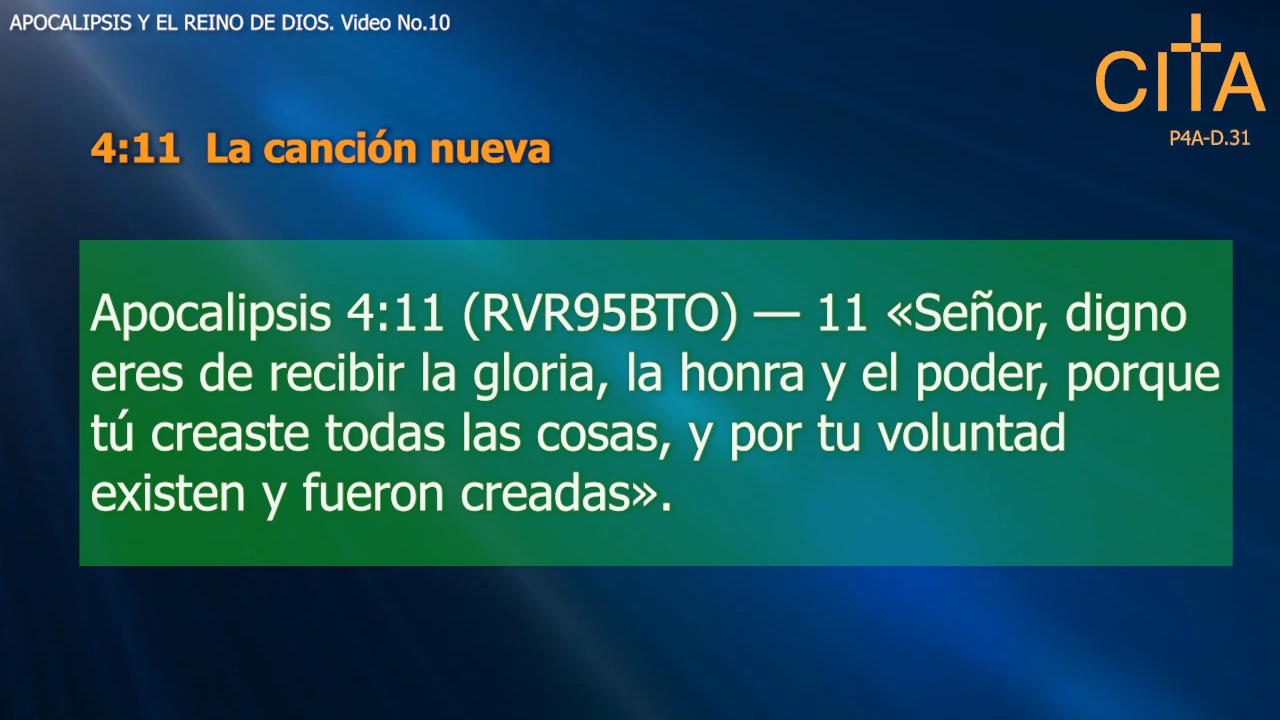 APOCALIPSIS Y EL REINO DE DIOS. Video No.10
CITA
P4A-D.31
4:11 La canción nueva
Apocalipsis 4:11 (RVR95BTO) — 11 «Señor, digno
eres de recibir la gloria, la honra y el poder, porque
tú creaste todas las cosas, y por tu voluntad
existen y fueron creadas».